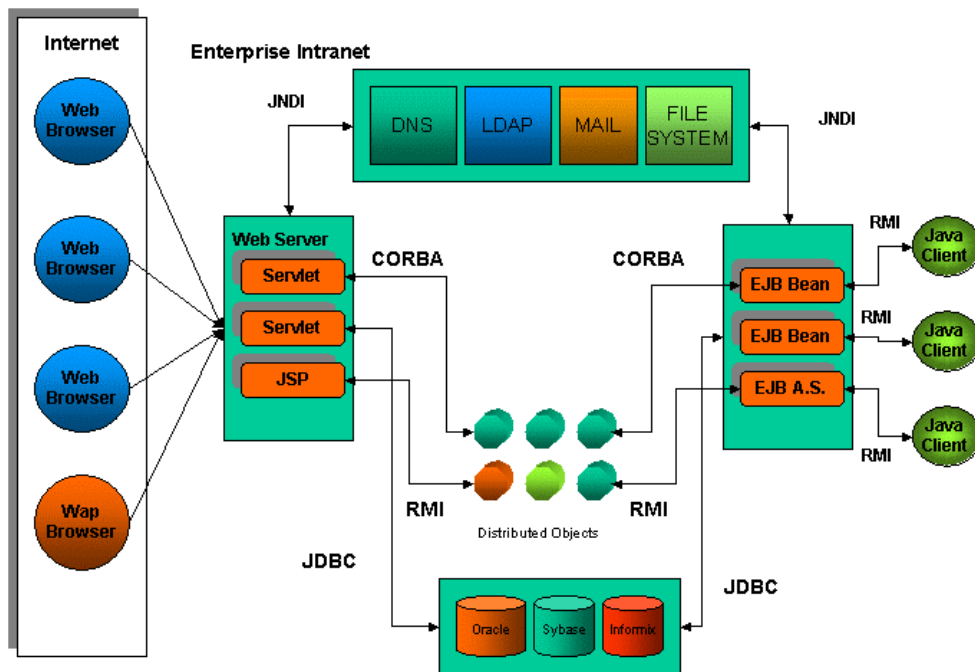 Internet
Web
Browser
Web
Browser
Web
Browser
Wap
Browser
Enterprise Intranet
JNDI
DNS
LDAP
MAIL
FILE
SYSTEM
JNDI
Web Server
Servlet
Servlet
JSP
CORBA
CORBA
EJB Bean
EJB Bean
EJB A.S.
RMI
Java
Client
RMI
Java
Client
RMI
Java
Client
RMI
RMI
Distributed Objects
JDBC
JDBC
Oracle
Sybase
Informix